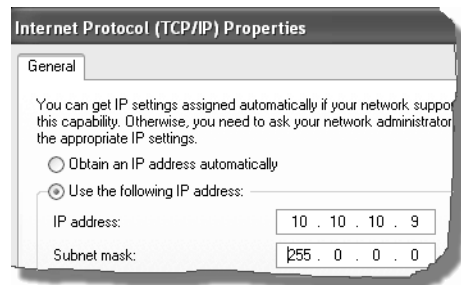 Internet Protocol (TCP/IP) Properties
General
You can get IP settings assigned automatically if your network
this capability. Otherwise, you need to ask your network administrator
the appropriate IP settings.
Obtain an IP address automatically
Use the following IP address:
IP address: 10 . 10 . 10 . 9
Subnet mask: 255 . 0 . 0 . 0